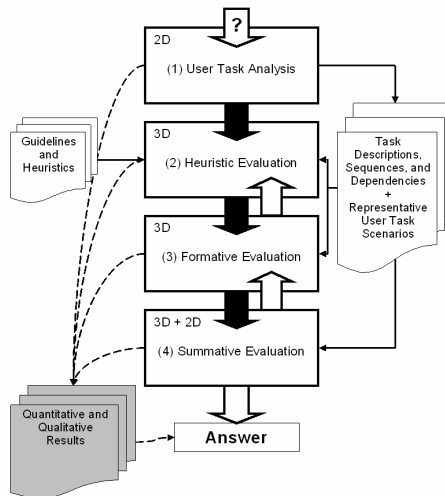 ?
2D
(1) User Task Analysis
3D
Guidelines
and
Heuristics
(2) Heuristic Evaluation
Task
Descriptions,
Sequences, and
Dependencies
+
Representative
User Task
Scenarios
3D
(3) Formative Evaluation
3D + 2D
(4) Summative Evaluation
Quantitative and
Qualitative
Results
Answer